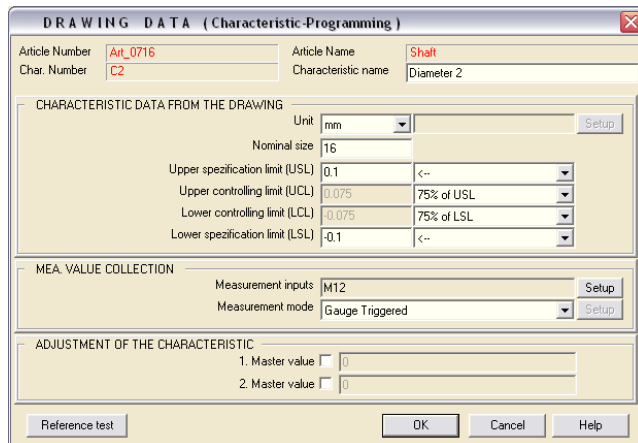 DRAWING DATA (Characteristic-Programming)
Article Number Art_0716 Article Name Shaft
Char. Number C2 Characteristic name Diameter 2
CHARACTERISTIC DATA FROM THE DRAWING
Unit mm Setup
Nominal size 16
Upper spezification limit (USL) 0.1 <--
Upper controlling limit (UCL) 0.075 75% of USL
Lower controlling limit (LCL) -0.075 75% of LSL
Lower spezification limit (LSL) -0.1 <--
MEA. VALUE COLLECTION
Measurement inputs M12 Setup
Measurement mode Gauge Triggered Setup
ADJUSTMENT OF THE CHARACTERISTIC
1. Master value 0
2. Master value 0
Reference test OK Cancel Help